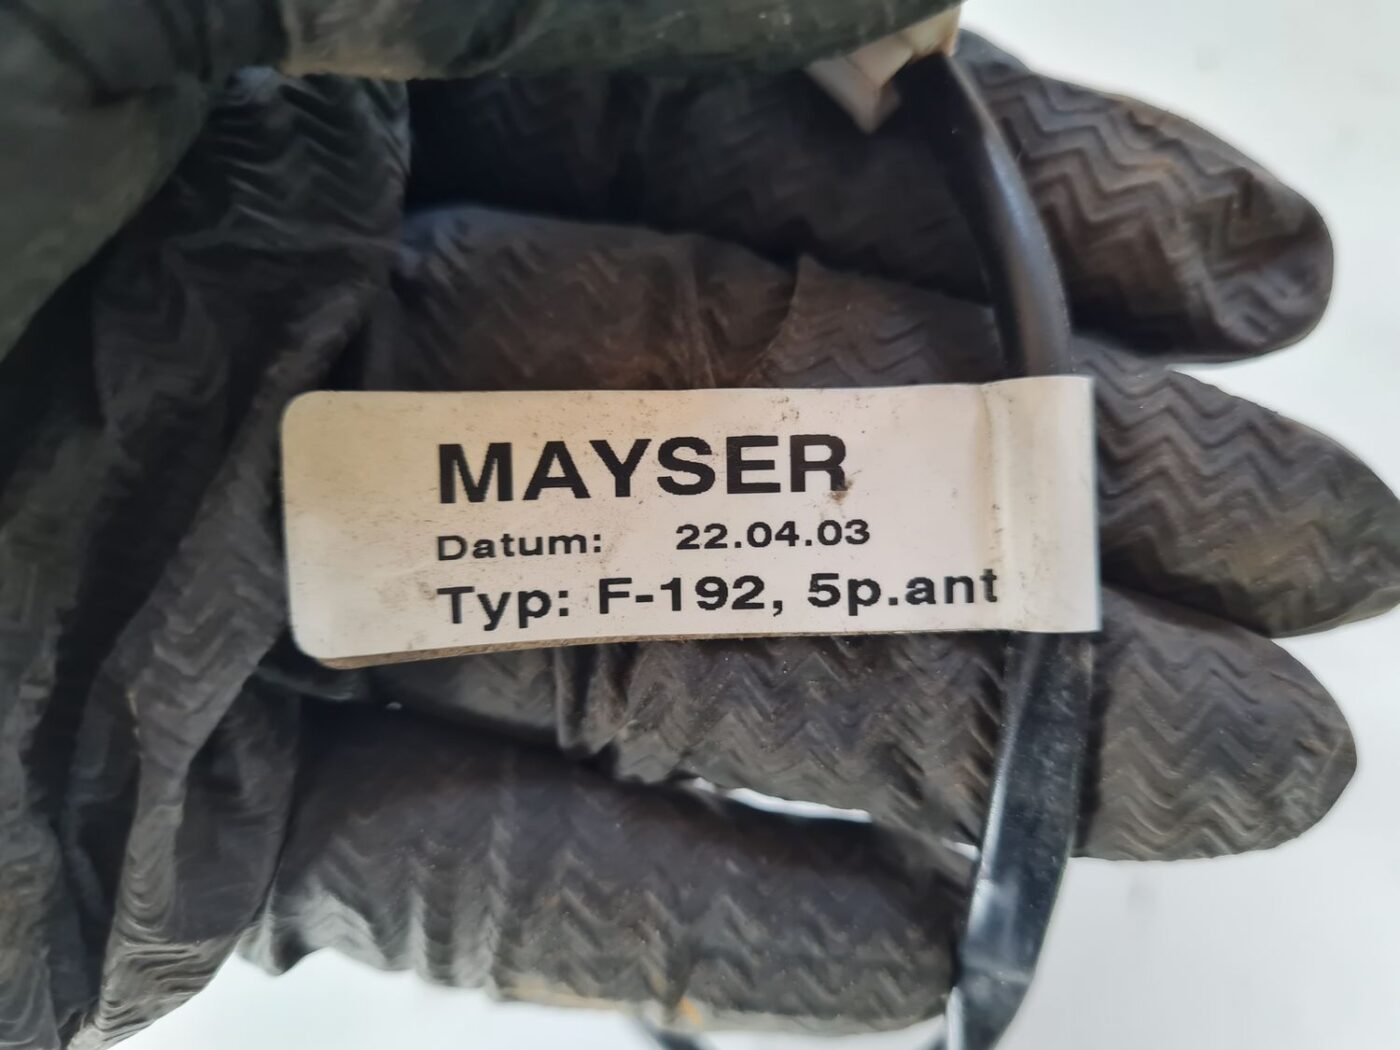 MAYSER
Datum: 22.04.03
Typ: F-192, 5p.ant